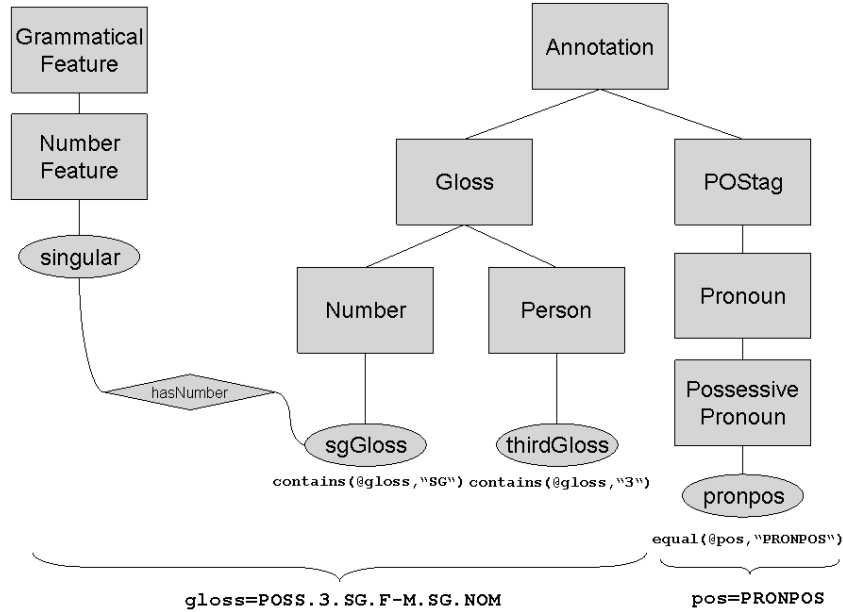 Grammatical
Feature
Number
Feature
singular
hasNumber
Annotation
Gloss
POStag
Number
Person
Pronoun
Possessive
Pronoun
sgGloss
thirdGloss
pronpos
contains(@gloss,"SG")
contains(@gloss,"3")
equal(@pos,"PRONPOS")
gloss=POSS.3.SG.F-M.SG.NOM
pos=PRONPOS